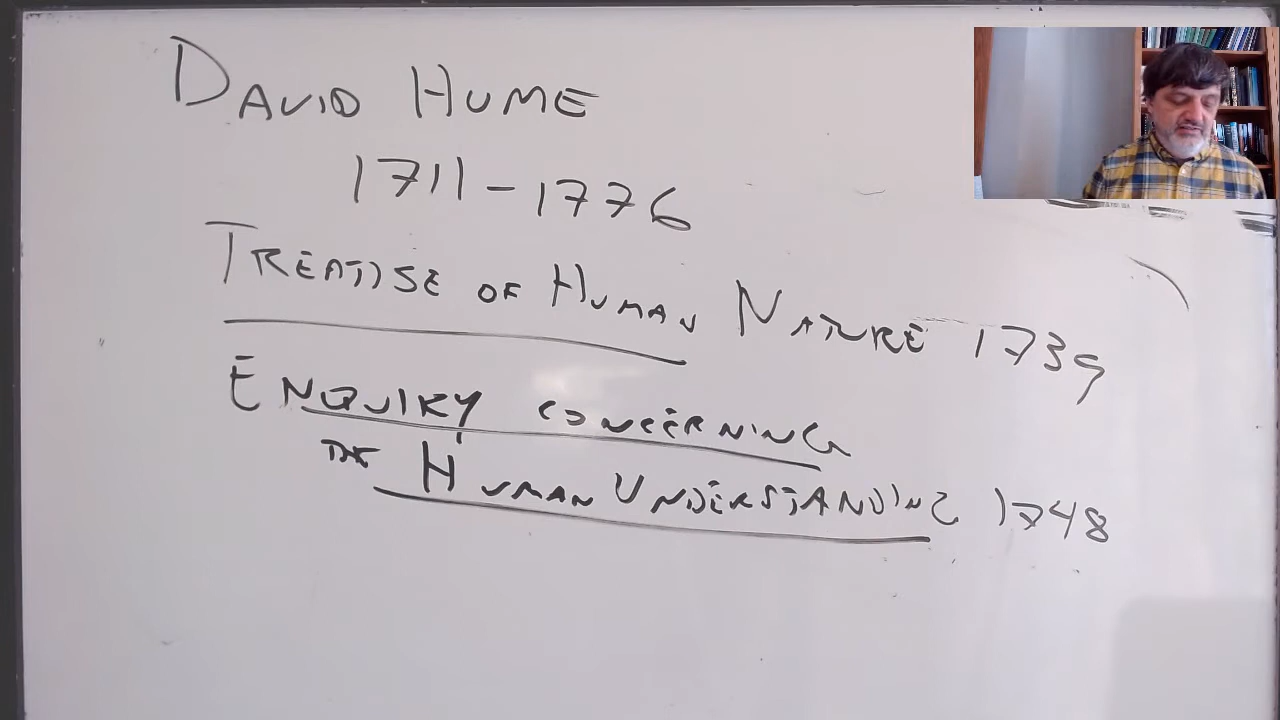 DAVID HUME
1711-1776
TREATISE OF HUMAN NATURE 1739
ENQUIRY CONCERNING
THE HUMAN UNDERSTANDING 1748